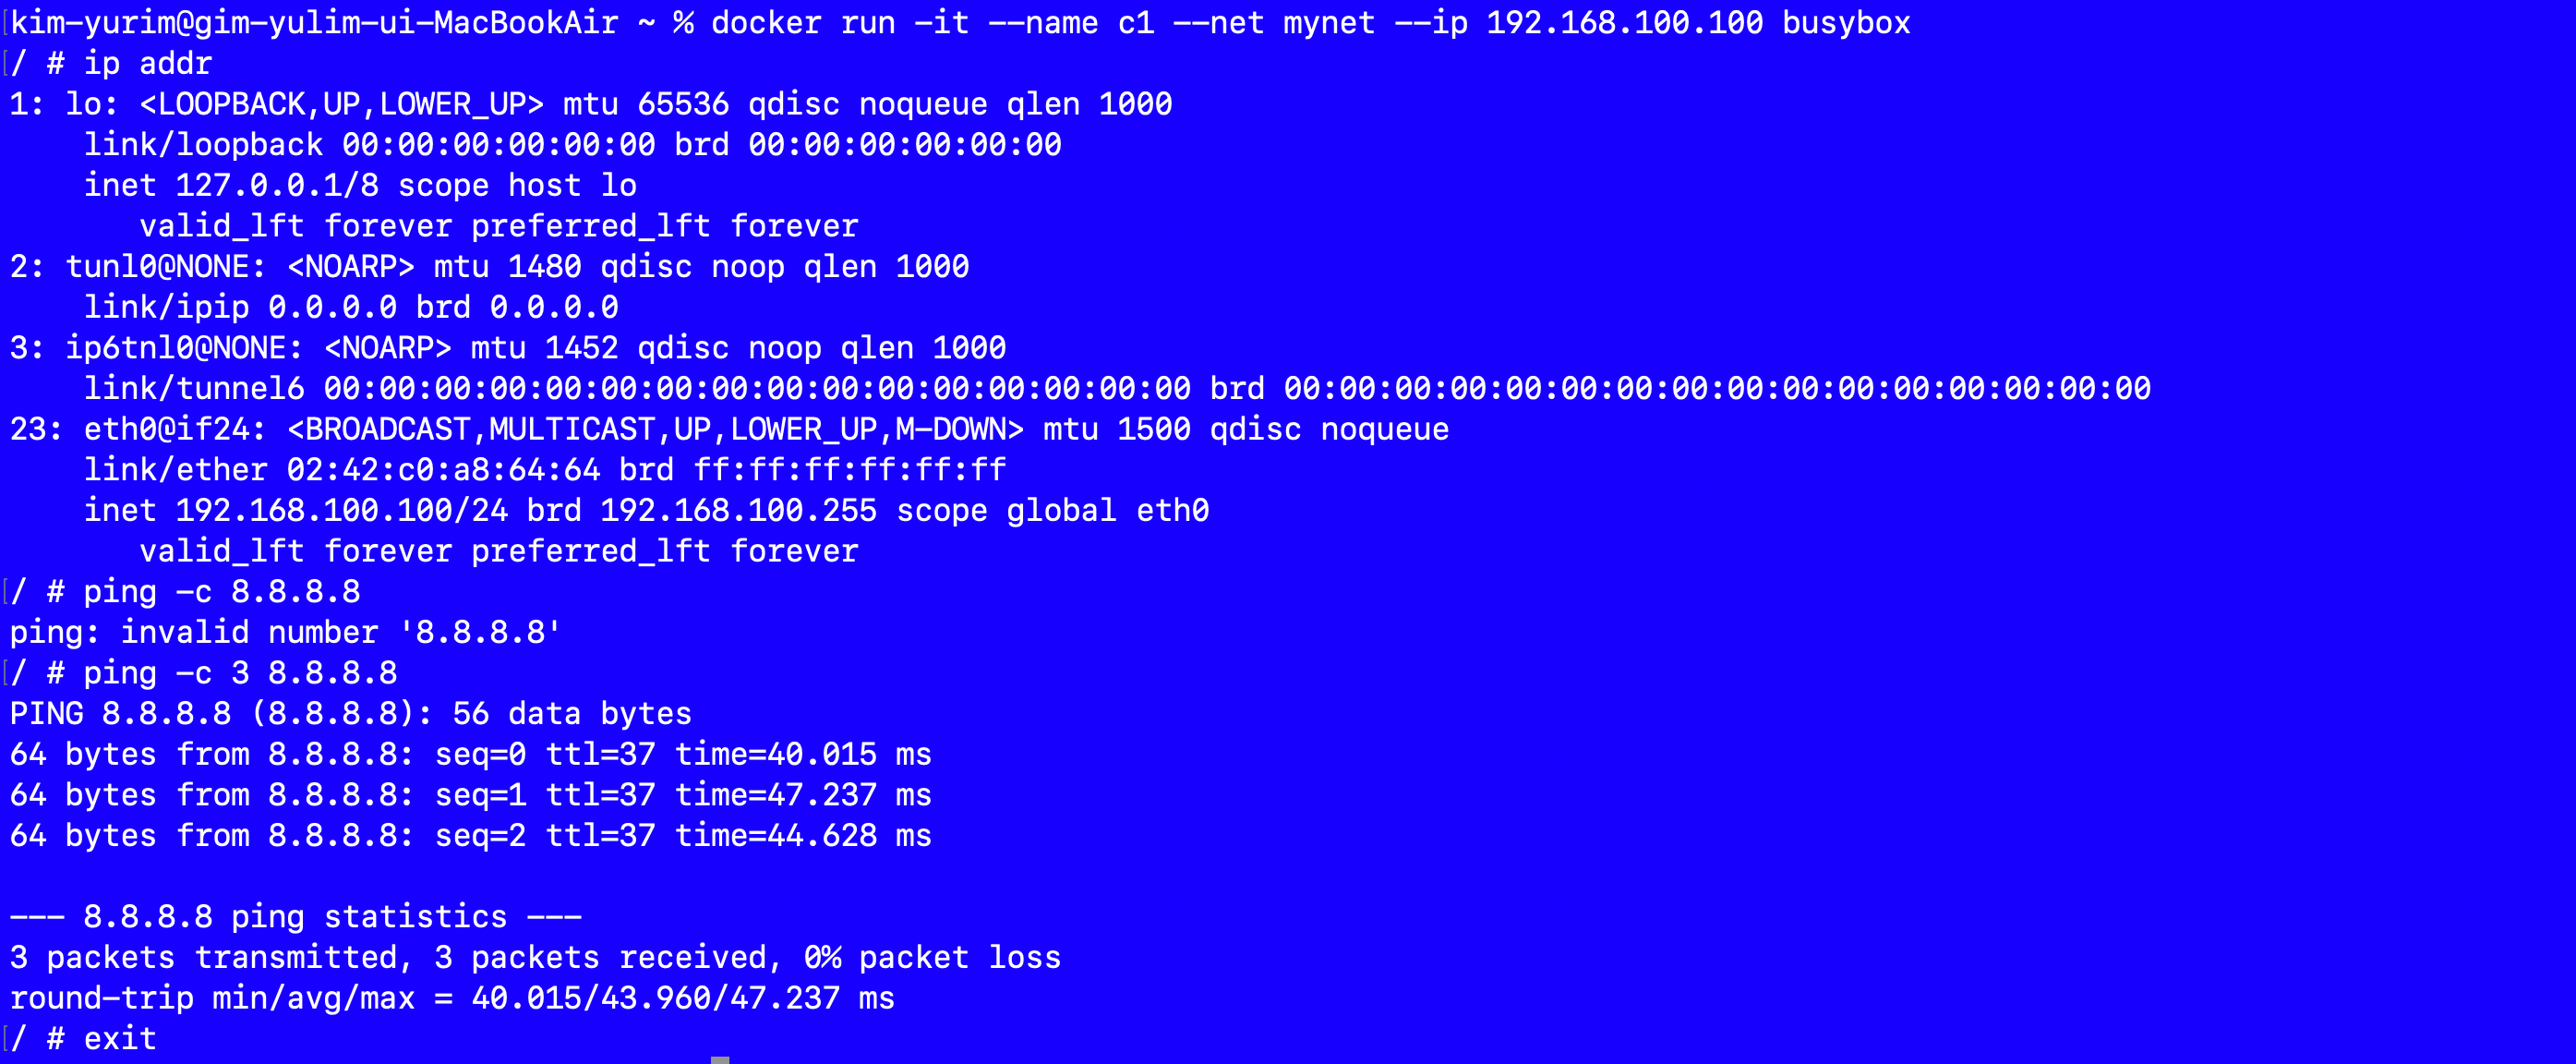 kim-yurim@gim-yulim-ui-MacBookAir ~ % docker run -it --name c1 --net mynet --ip 192.168.100.100 busybox
/ # ip addr
1: lo: <LOOPBACK,UP,LOWER_UP> mtu 65536 qdisc noqueue qlen 1000
    link/loopback 00:00:00:00:00:00 brd 00:00:00:00:00:00
    inet 127.0.0.1/8 scope host lo
       valid_lft forever preferred_lft forever
2: tunl0@NONE: <NOARP> mtu 1480 qdisc noop qlen 1000
    link/ipip 0.0.0.0 brd 0.0.0.0
3: ip6tnl0@NONE: <NOARP> mtu 1452 qdisc noop qlen 1000
    link/tunnel6 00:00:00:00:00:00:00:00:00:00:00:00:00:00:00:00 brd 00:00:00:00:00:00:00:00:00:00:00:00:00:00:00:00
23: eth0@if24: <BROADCAST,MULTICAST,UP,LOWER_UP,M-DOWN> mtu 1500 qdisc noqueue
    link/ether 02:42:c0:a8:64:64 brd ff:ff:ff:ff:ff:ff
    inet 192.168.100.100/24 brd 192.168.100.255 scope global eth0
       valid_lft forever preferred_lft forever
/ # ping -c 8.8.8.8
ping: invalid number '8.8.8.8'
/ # ping -c 3 8.8.8.8
PING 8.8.8.8 (8.8.8.8): 56 data bytes
64 bytes from 8.8.8.8: seq=0 ttl=37 time=40.015 ms
64 bytes from 8.8.8.8: seq=1 ttl=37 time=47.237 ms
64 bytes from 8.8.8.8: seq=2 ttl=37 time=44.628 ms

--- 8.8.8.8 ping statistics ---
3 packets transmitted, 3 packets received, 0% packet loss
round-trip min/avg/max = 40.015/43.960/47.237 ms
/ # exit